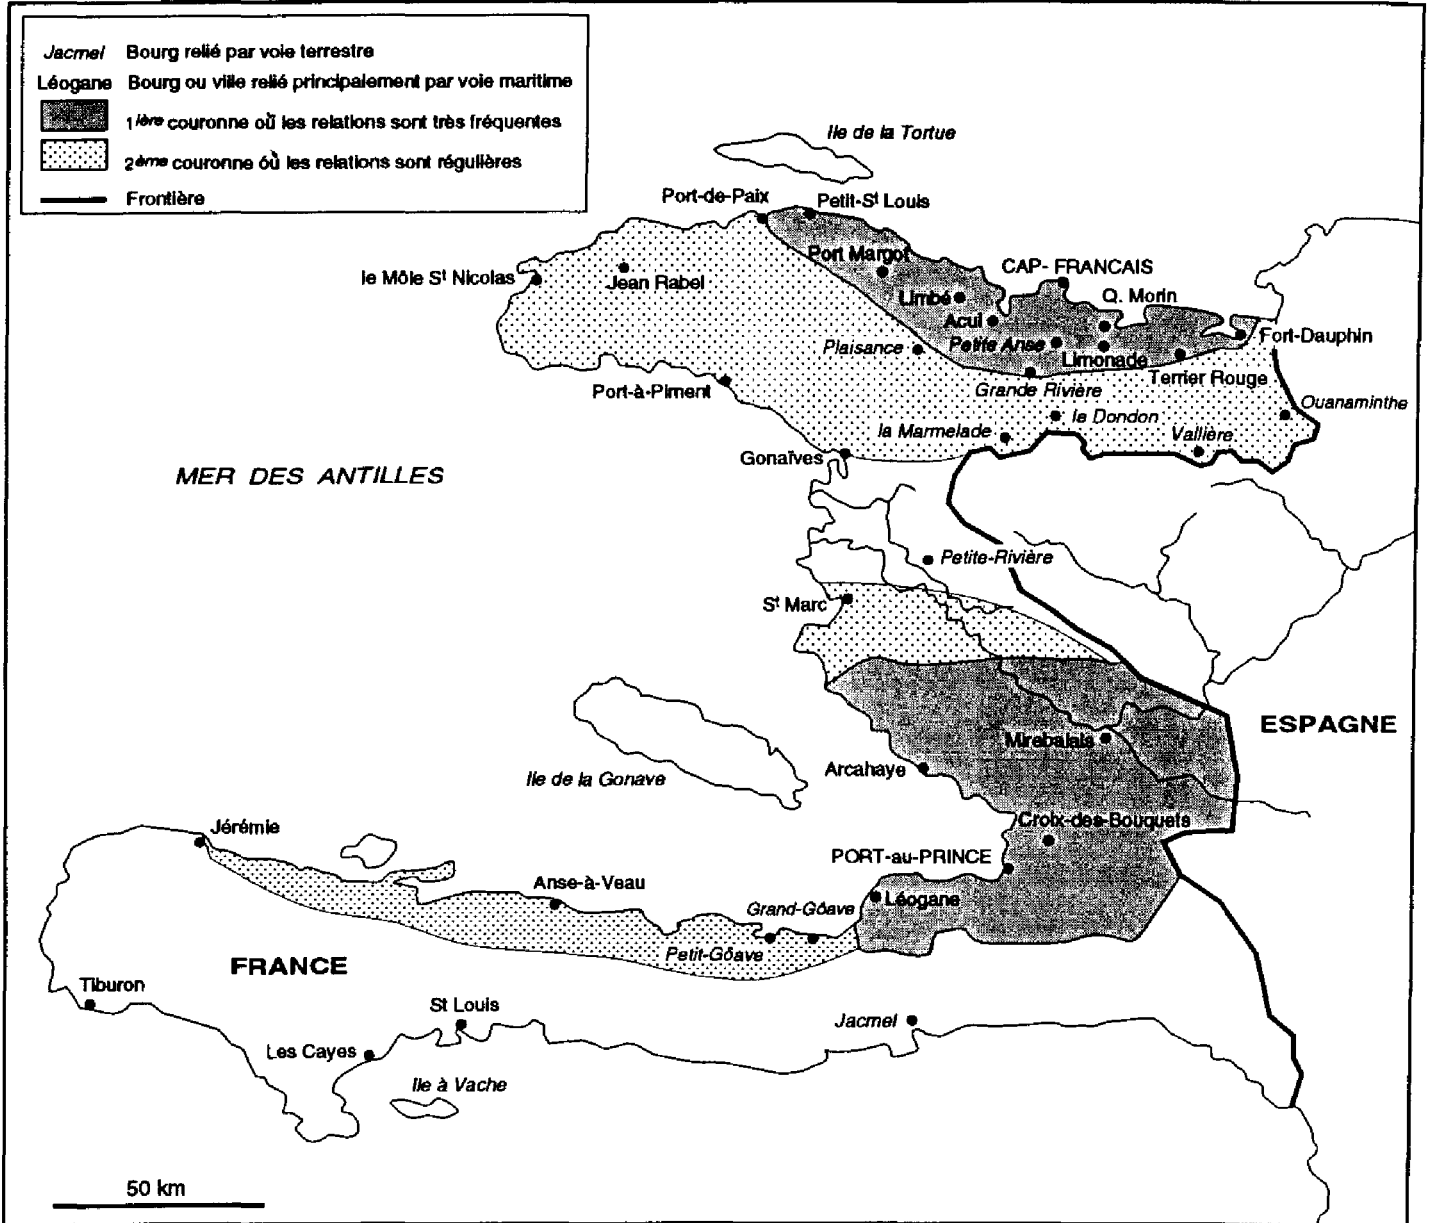 Jacmel Bourg relié par voie terrestre
Léogane Bourg ou ville relié principalement par voie maritime
1ière couronne où les relations sont très fréquentes
2ème couronne óù les relations sont régulières
Frontière
Ile de la Tortue
Port-de-Paix
Petit-St Louis
Port Margot
CAP- FRANCAIS
le Môle St Nicolas
Jean Rabel
Limbé
Q. Morin
Acul
Fort-Dauphin
Plaisance
Petite Anse
Limonade
Port-à-Piment
Grande Rivière
Terrier Rouge
Ouanaminthe
la Marmelade
le Dondon
Vallière
Gonaïves
MER DES ANTILLES
Petite-Rivière
St Marc
ESPAGNE
Mirebalais
Arcahaye
Ile de la Gonave
Croix-des-Bouquets
Jérémie
PORT-au-PRINCE
Anse-à-Veau
Léogane
Grand-Gôave
Petit-Gôave
FRANCE
Tiburon
St Louis
Jacmel
Les Cayes
Ile à Vache
50 km